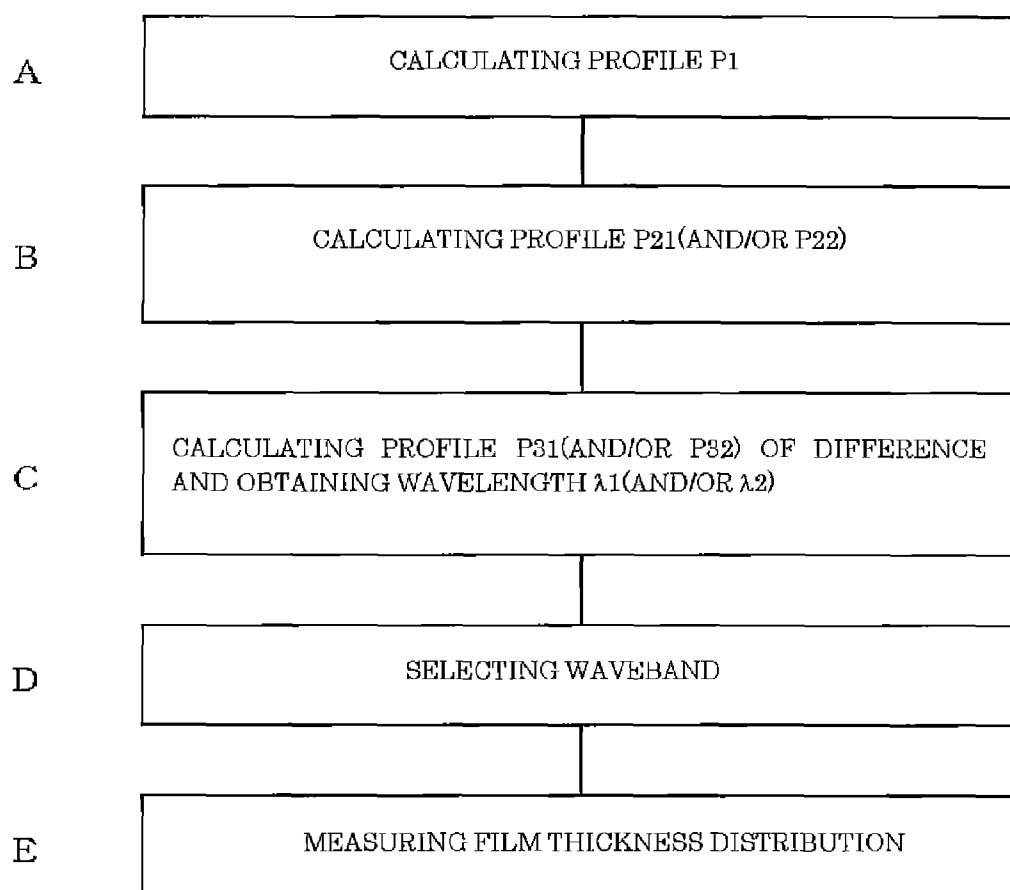 A
CALCULATING PROFILE P1
B
CALCULATING PROFILE P21(AND/OR P22)
C
CALCULATING PROFILE P31(AND/OR P32) OF DIFFERENCE
AND OBTAINING WAVELENGTH λ1(AND/OR λ2)
D
SELECTING WAVEBAND
E
MEASURING FILM THICKNESS DISTRIBUTION